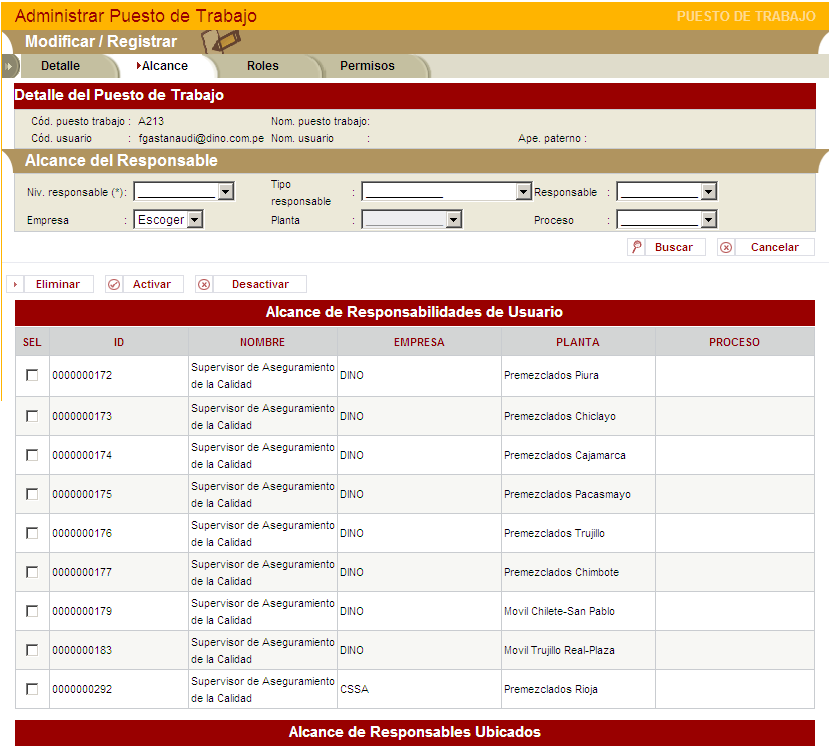 Administrar Puesto de Trabajo PUESTO DE TRABAJO
Modificar / Registrar
Detalle Alcance Roles Permisos
Detalle del Puesto de Trabajo
Cód. puesto trabajo : A213 Nom. puesto trabajo:
Cód. usuario : fgastanaudi@dino.com.pe Nom. usuario : Ape. paterno :
Alcance del Responsable
Niv. responsable (*): Tipo responsable : Responsable :
Empresa : Escoger Planta : Proceso :
Buscar Cancelar
Eliminar Activar Desactivar
Alcance de Responsabilidades de Usuario
SEL ID NOMBRE EMPRESA PLANTA PROCESO
0000000172 Supervisor de Aseguramiento de la Calidad DINO Premezclados Piura
0000000173 Supervisor de Aseguramiento de la Calidad DINO Premezclados Chiclayo
0000000174 Supervisor de Aseguramiento de la Calidad DINO Premezclados Cajamarca
0000000175 Supervisor de Aseguramiento de la Calidad DINO Premezclados Pacasmayo
0000000176 Supervisor de Aseguramiento de la Calidad DINO Premezclados Trujillo
0000000177 Supervisor de Aseguramiento de la Calidad DINO Premezclados Chimbote
0000000179 Supervisor de Aseguramiento de la Calidad DINO Movil Chilete-San Pablo
0000000183 Supervisor de Aseguramiento de la Calidad DINO Movil Trujillo Real-Plaza
0000000292 Supervisor de Aseguramiento de la Calidad CSSA Premezclados Rioja
Alcance de Responsables Ubicados